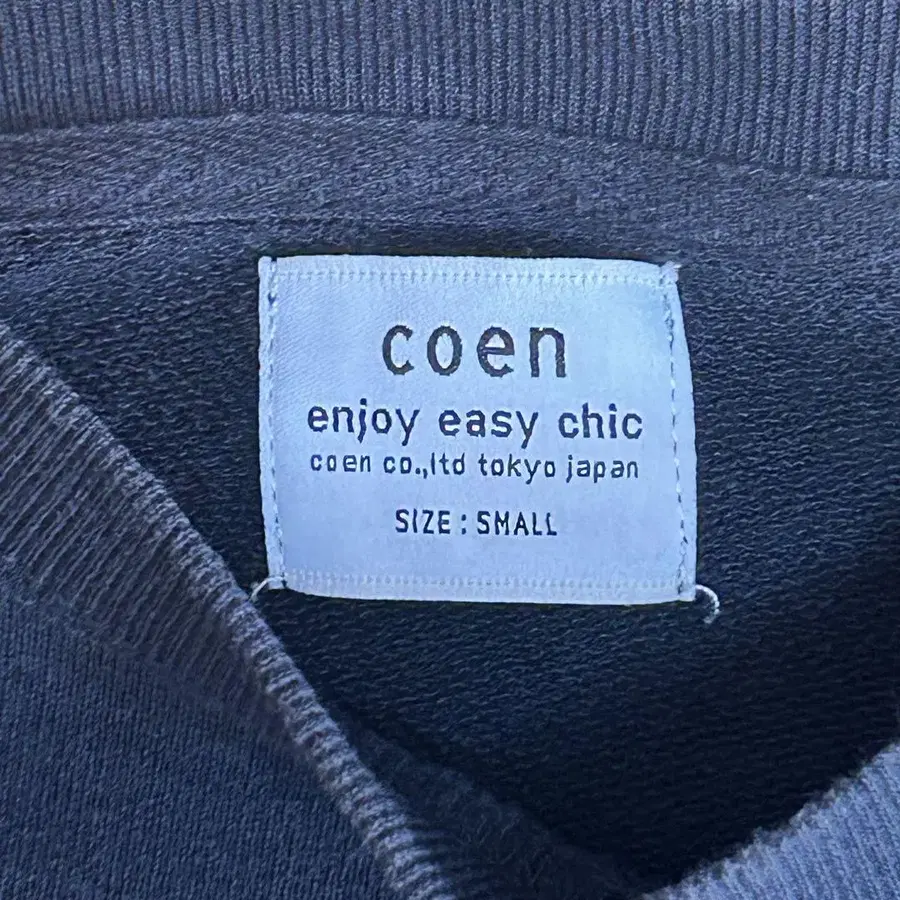 coen
enjoy easy chic
coen co.,ltd tokyo japan
SIZE : SMALL